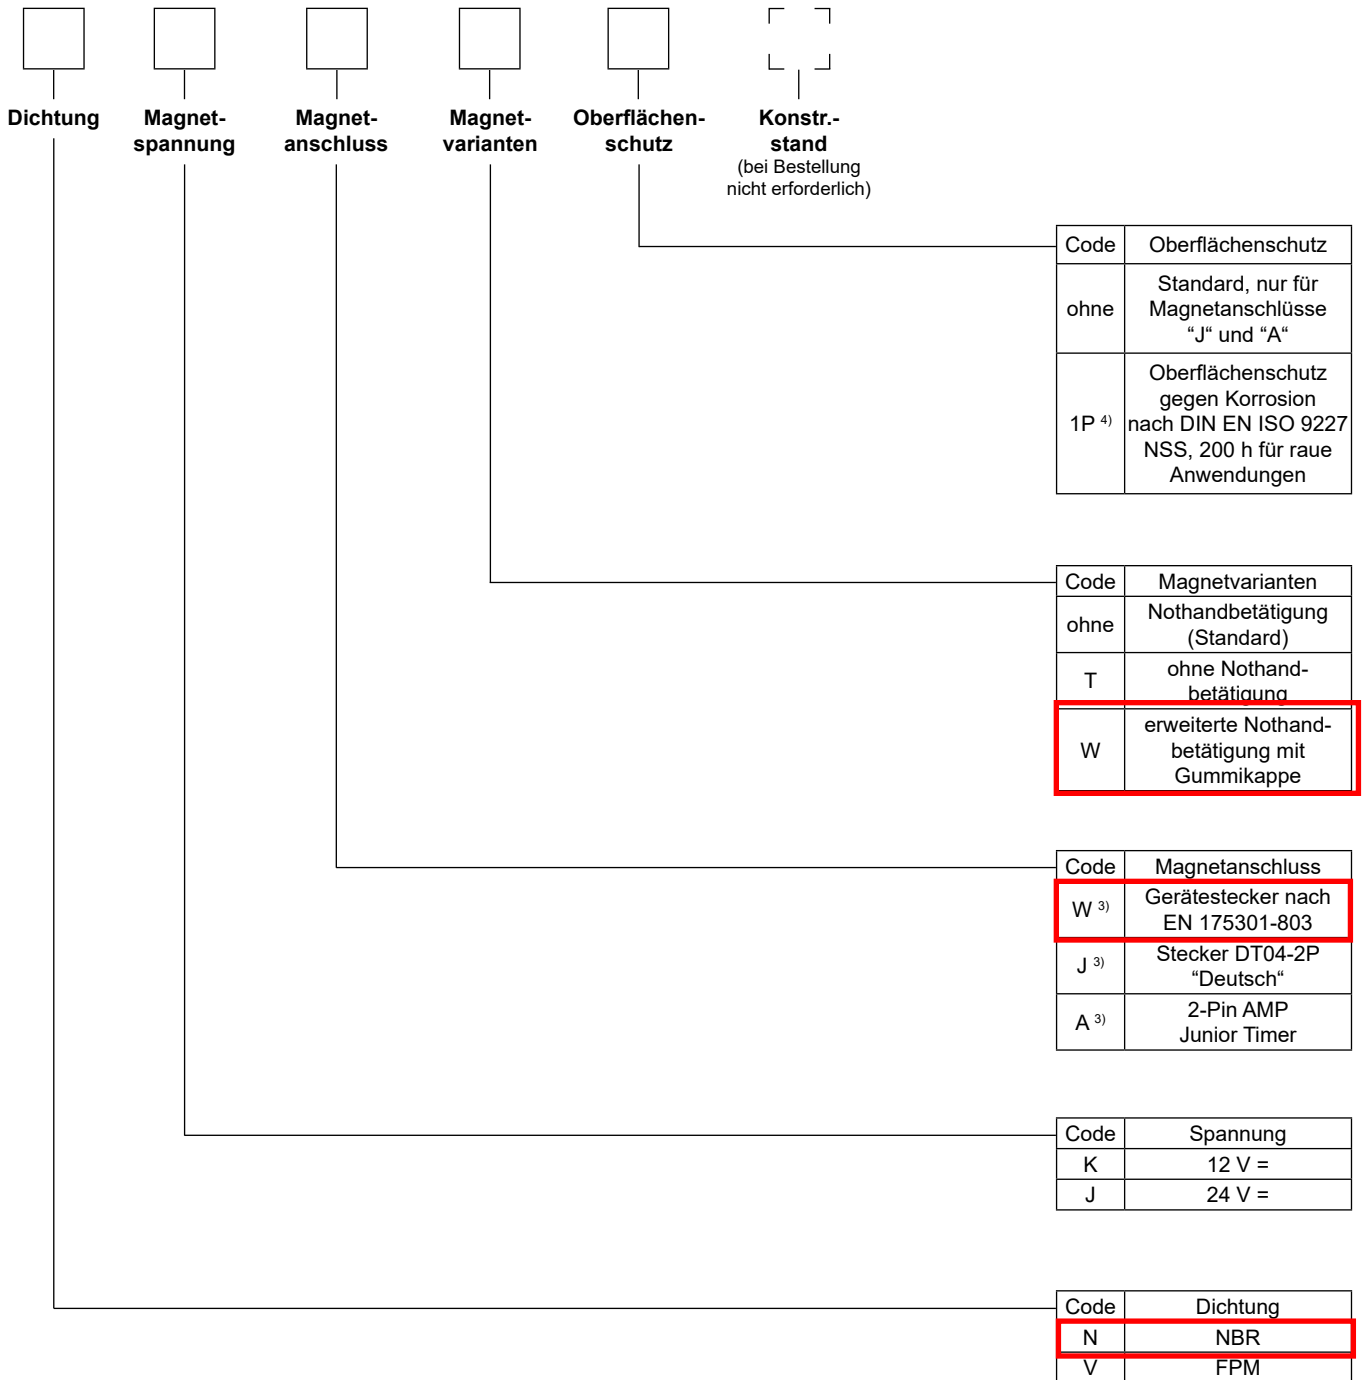 Dichtung
Magnet-
spannung
Magnet-
anschluss
Magnet-
varianten
Oberflächen-
schutz
Konstr.-
stand
(bei Bestellung
nicht erforderlich)
Code Oberflächenschutz
ohne
Standard, nur für
Magnetanschlüsse
“J“ und “A“
1P 4)
Oberflächenschutz
gegen Korrosion
nach DIN EN ISO 9227
NSS, 200 h für raue
Anwendungen
Code Magnetvarianten
ohne
Nothandbetätigung
(Standard)
T
ohne Nothand-
betätigung
W
erweiterte Nothand-
betätigung mit
Gummikappe
Code Magnetanschluss
W 3)
Gerätestecker nach
EN 175301-803
J 3)
Stecker DT04-2P
“Deutsch“
A 3)
2-Pin AMP
Junior Timer
Code Spannung
K 12 V =
J 24 V =
Code Dichtung
N NBR
V FPM